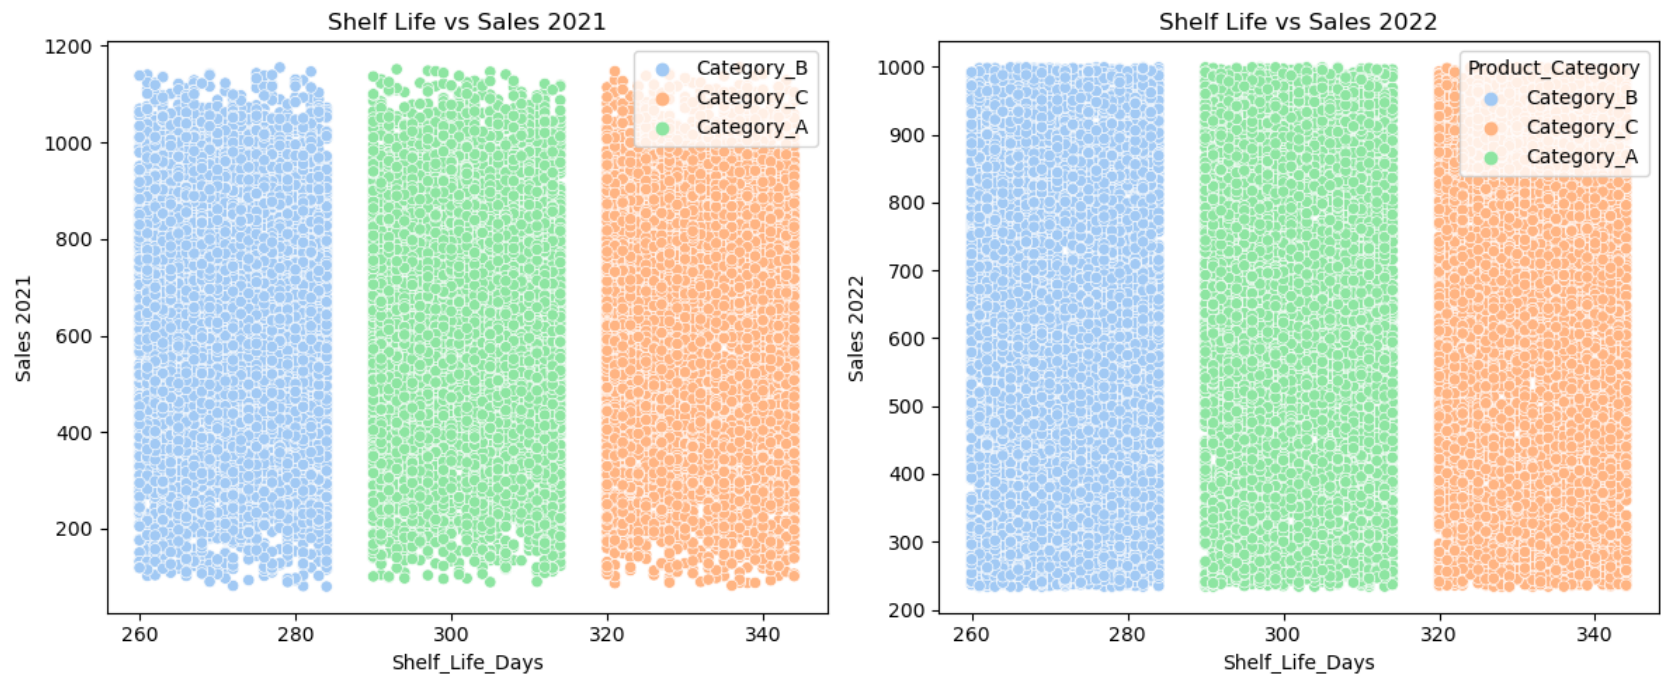 Shelf Life vs Sales 2021
1200
1000
800
600
400
200
Sales 2021
Category_B
Category_C
Category_A
260
280
300
320
340
Shelf_Life_Days
Shelf Life vs Sales 2022
1000
900
800
700
600
500
400
300
200
Sales 2022
Product_Category
Category_B
Category_C
Category_A
260
280
300
320
340
Shelf_Life_Days